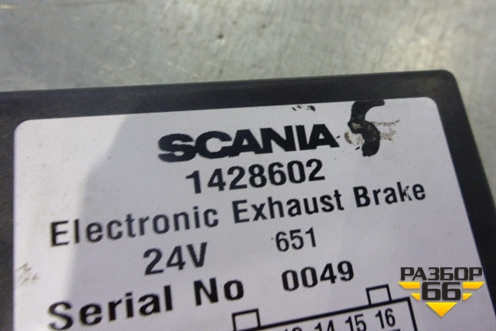 SCANIA
1428602
Electronic Exhaust Brake
24V 651
Serial No 0049
14 15 16
РАЗБОР
66